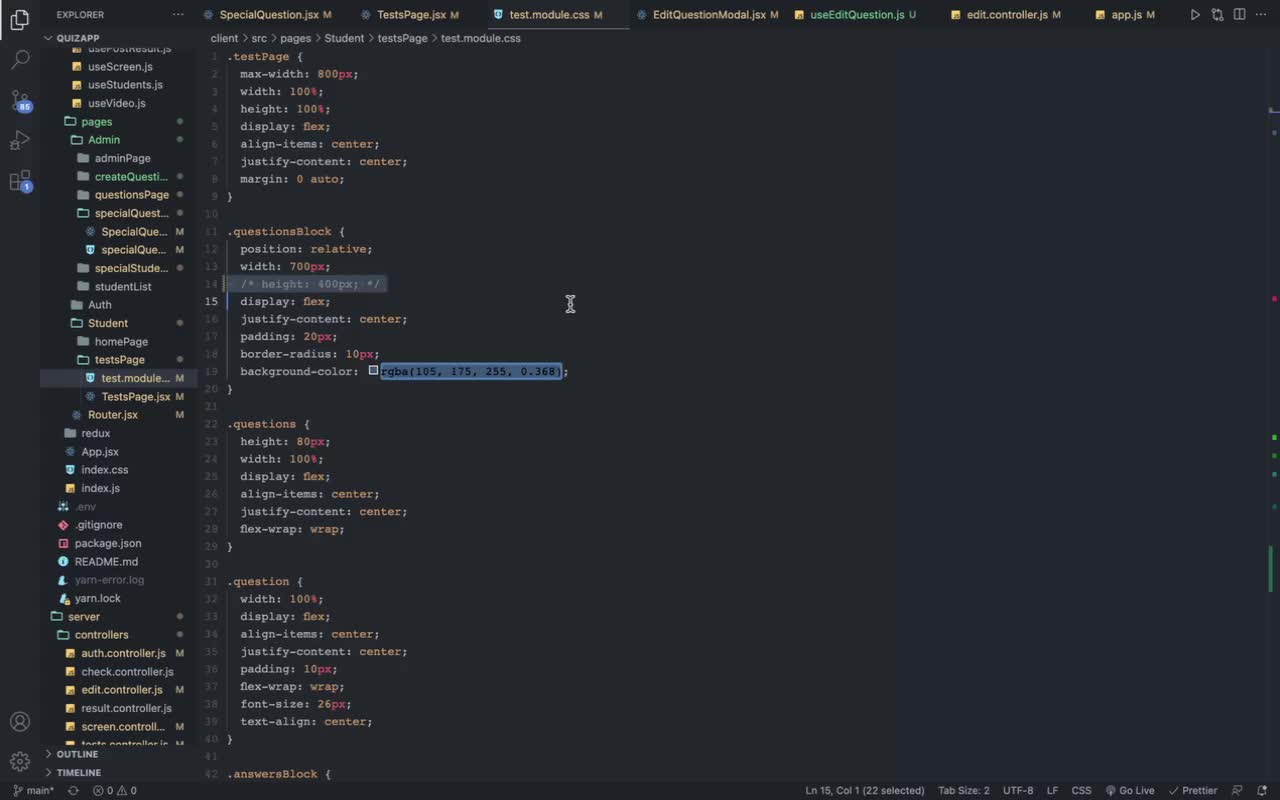 EXPLORER
SpecialQuestion.jsx M
TestsPage.jsx M
test.module.css M
EditQuestionModal.jsx M
useEditQuestion.js U
edit.controller.js M
app.js M
QUIZAPP
client > src > pages > Student > testsPage > test.module.css
usePostResult.js
useScreen.js
useStudents.js
useVideo.js
pages
Admin
adminPage
createQuesti...
questionsPage
specialQuest...
SpecialQue... M
specialQue... M
specialStude...
studentList
Auth
Student
homePage
testsPage
test.module... M
TestsPage.jsx M
Router.jsx M
redux
App.jsx
index.css
index.js
.env
.gitignore
package.json
README.md
yarn-error.log
yarn.lock
server
controllers
auth.controller.js M
check.controller.js
edit.controller.js M
result.controller.js
screen.controll... M
tests.controller.js
OUTLINE
TIMELINE
85
1
1 .testPage {
2 max-width: 800px;
3 width: 100%;
4 height: 100%;
5 display: flex;
6 align-items: center;
7 justify-content: center;
8 margin: 0 auto;
9 }
10
11 .questionsBlock {
12 position: relative;
13 width: 700px;
14 /* height: 400px; */
15 display: flex;
16 justify-content: center;
17 padding: 20px;
18 border-radius: 10px;
19 background-color: rgba(105, 175, 255, 0.368);
20 }
21
22 .questions {
23 height: 80px;
24 width: 100%;
25 display: flex;
26 align-items: center;
27 justify-content: center;
28 flex-wrap: wrap;
29 }
30
31 .question {
32 width: 100%;
33 display: flex;
34 align-items: center;
35 justify-content: center;
36 padding: 10px;
37 flex-wrap: wrap;
38 font-size: 26px;
39 text-align: center;
40 }
41
42 .answersBlock {
main* 0 0 Ln 15, Col 1 (22 selected) Tab Size: 2 UTF-8 LF CSS Go Live Prettier